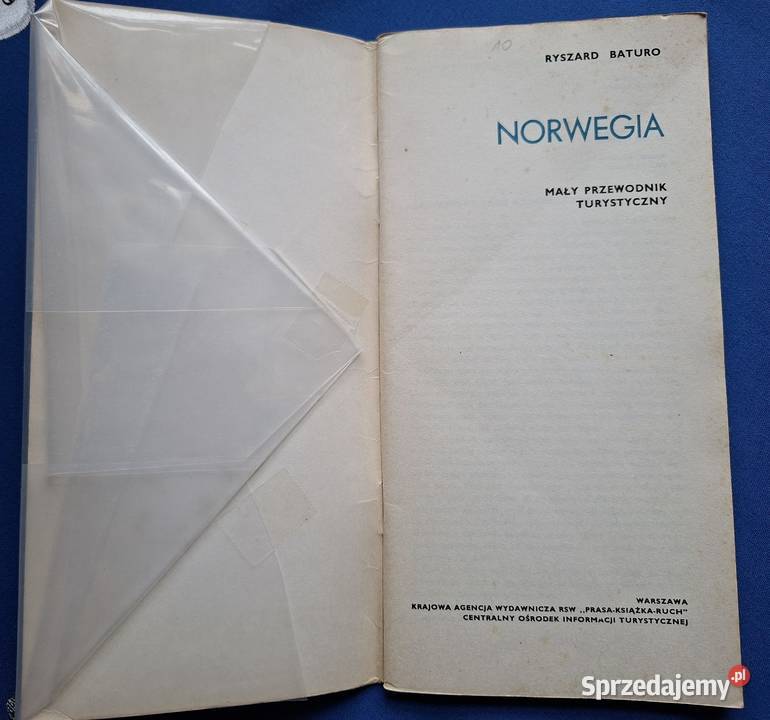 10
RYSZARD BATURO
NORWEGIA
MAŁY PRZEWODNIK
TURYSTYCZNY
WARSZAWA
KRAJOWA AGENCJA WYDAWNICZA RSW „PRASA-KSIĄŻKA-RUCH”
CENTRALNY OŚRODEK INFORMACJI TURYSTYCZNEJ
Sprzedajemy.pl